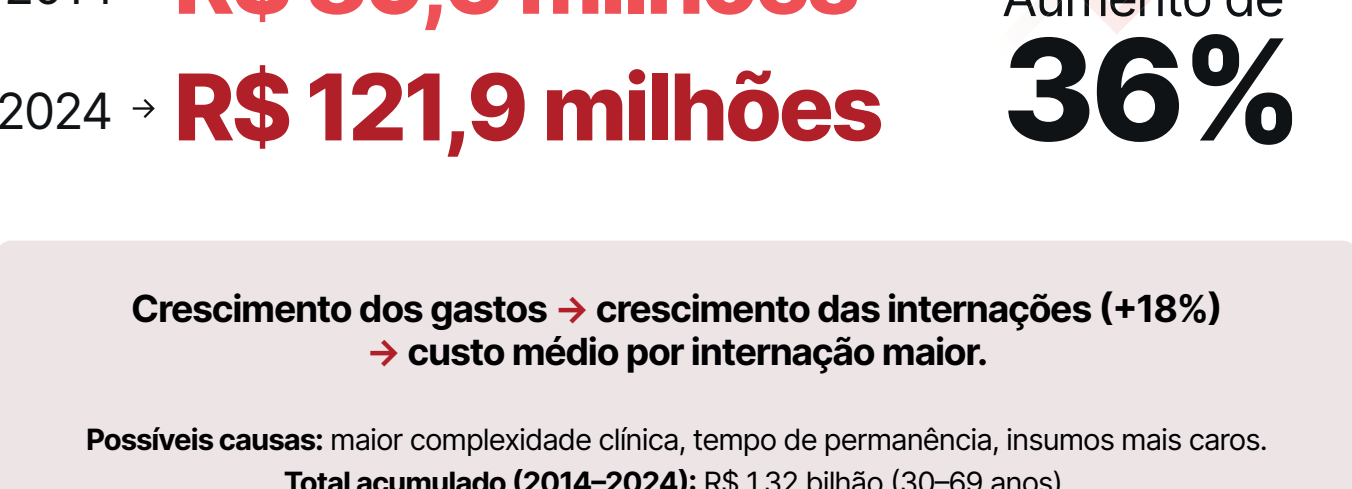 R$ milhões
Aumento de
2024 → R$ 121,9 milhões
36%
Crescimento dos gastos → crescimento das internações (+18%)
→ custo médio por internação maior.
Possíveis causas: maior complexidade clínica, tempo de permanência, insumos mais caros.
Total acumulado (2014–2024): R$ 1,32 bilhão (30–69 anos)